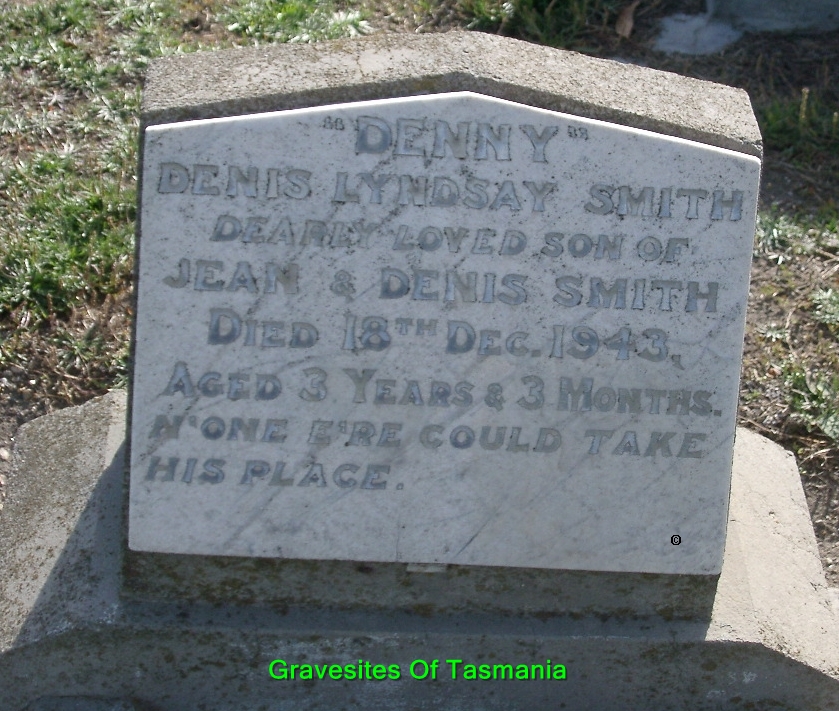 "DENNY"
DENIS LYNDSAY SMITH
DEARLY LOVED SON OF
JEAN & DENIS SMITH
DIED 18TH DEC. 1943.
AGED 3 YEARS & 3 MONTHS.
N'ONE E'RE COULD TAKE
HIS PLACE.
©
Gravesites Of Tasmania